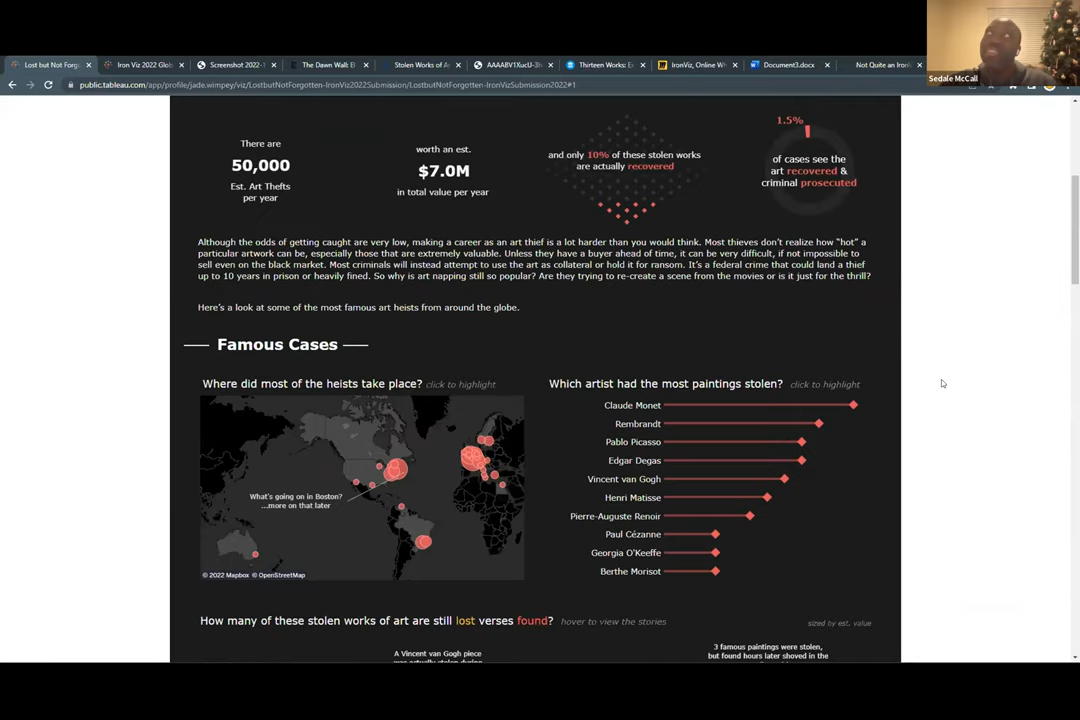 Lost but Not Forg
Iron Viz 2022 Glob
Screenshot 2022-1
The Dawn Wall: E
Stolen Works of A
Thirteen Works: E
IronViz, Online W
Document3.docx
Not Quite an Iron
public.tableau.com/app/profile/jade.wimpey/viz/LostbutNotForgotten-IronViz2022Submission/LostbutNotForgotten-IronVizSubmission2022#1
Sedale McCall
There are
50,000
Est. Art Thefts
per year
worth an est.
$7.0M
in total value per year
and only 10% of these stolen works
are actually recovered
1.5%
of cases see the
art recovered &
criminal prosecuted
Although the odds of getting caught are very low, making a career as an art thief is a lot harder than you would think. Most thieves don't realize how "hot" a
particular artwork can be, especially those that are extremely valuable. Unless they have a buyer ahead of time, it can be very difficult, if not impossible to
sell even on the black market. Most criminals will instead attempt to use the art as collateral or hold it for ransom. It's a federal crime that could land a thief
up to 10 years in prison or heavily fined. So why is art napping still so popular? Are they trying to re-create a scene from the movies or is it just for the thrill?
Here's a look at some of the most famous art heists from around the globe.
Famous Cases
Where did most of the heists take place? click to highlight
What's going on in Boston?
...more on that later
© 2022 Mapbox © OpenStreetMap
Which artist had the most paintings stolen? click to highlight
Claude Monet
Rembrandt
Pablo Picasso
Edgar Degas
Vincent van Gogh
Henri Matisse
Pierre-Auguste Renoir
Paul Cézanne
Georgia O'Keeffe
Berthe Morisot
How many of these stolen works of art are still lost verses found? hover to view the stories
sized by est. value
A Vincent van Gogh piece
was actually stolen during
3 famous paintings were stolen,
but found hours later shoved in the